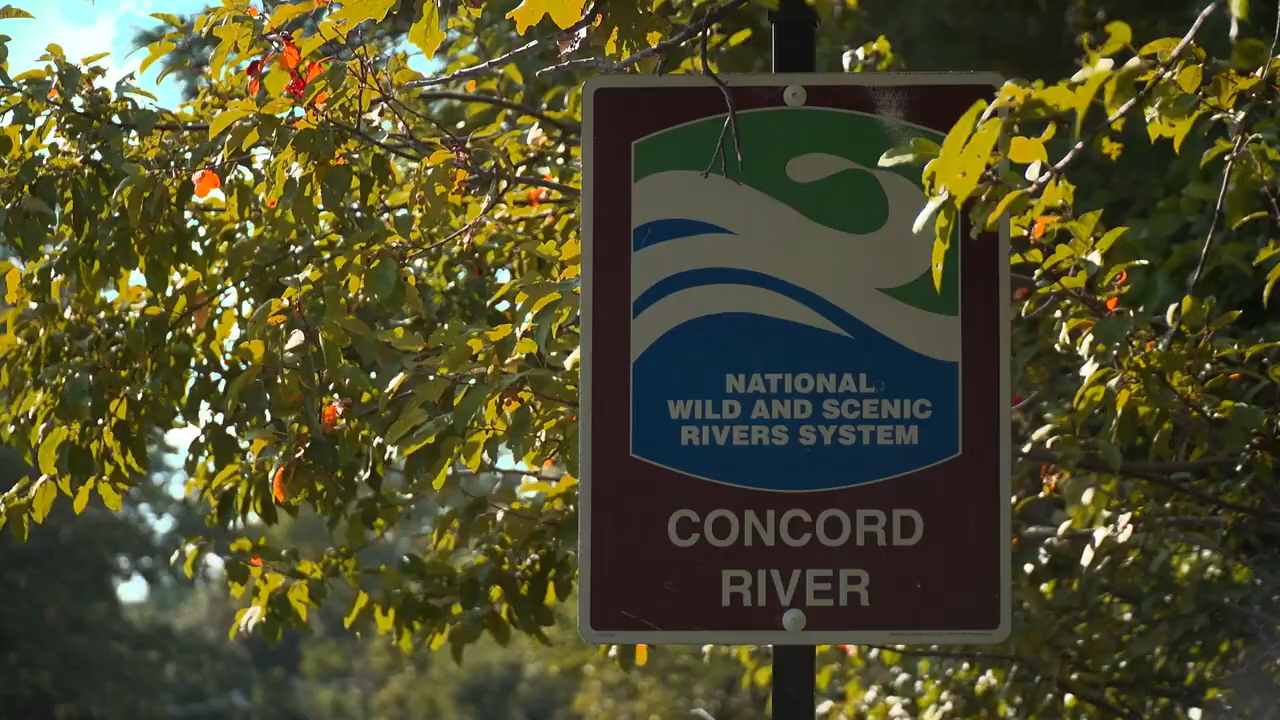 NATIONAL
WILD AND SCENIC
RIVERS SYSTEM
CONCORD
RIVER